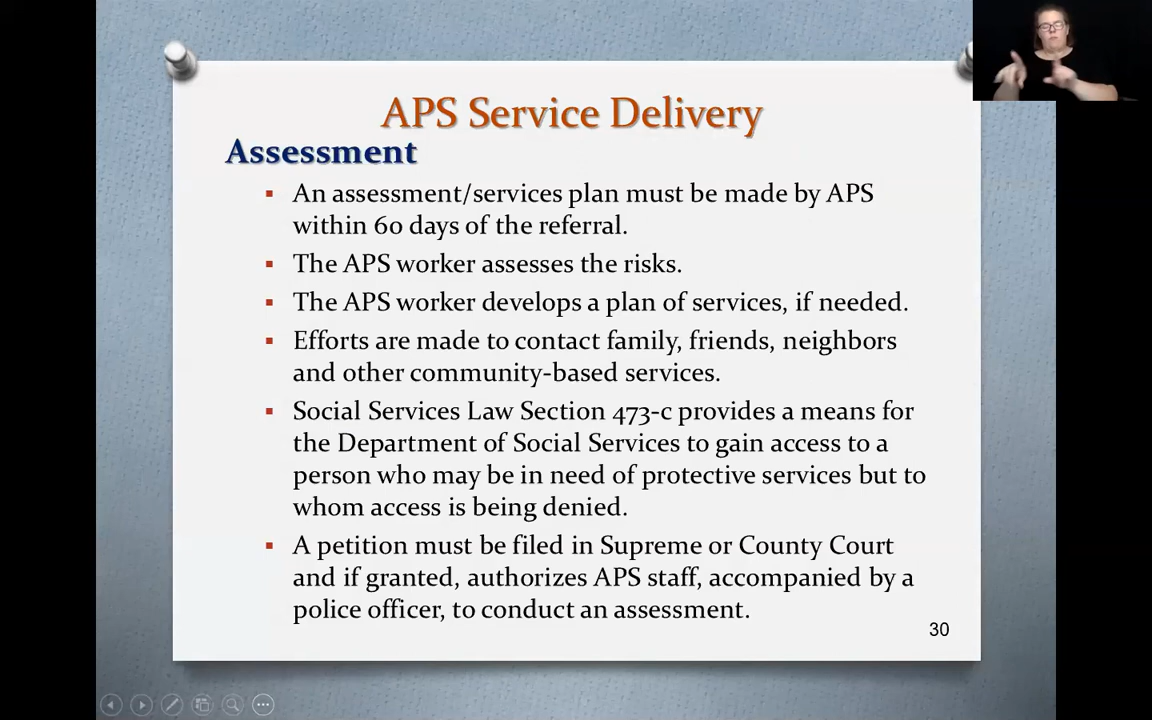 APS Service Delivery
Assessment
▪ An assessment/services plan must be made by APS
within 60 days of the referral.
▪ The APS worker assesses the risks.
▪ The APS worker develops a plan of services, if needed.
▪ Efforts are made to contact family, friends, neighbors
and other community-based services.
▪ Social Services Law Section 473-c provides a means for
the Department of Social Services to gain access to a
person who may be in need of protective services but to
whom access is being denied.
▪ A petition must be filed in Supreme or County Court
and if granted, authorizes APS staff, accompanied by a
police officer, to conduct an assessment.
30